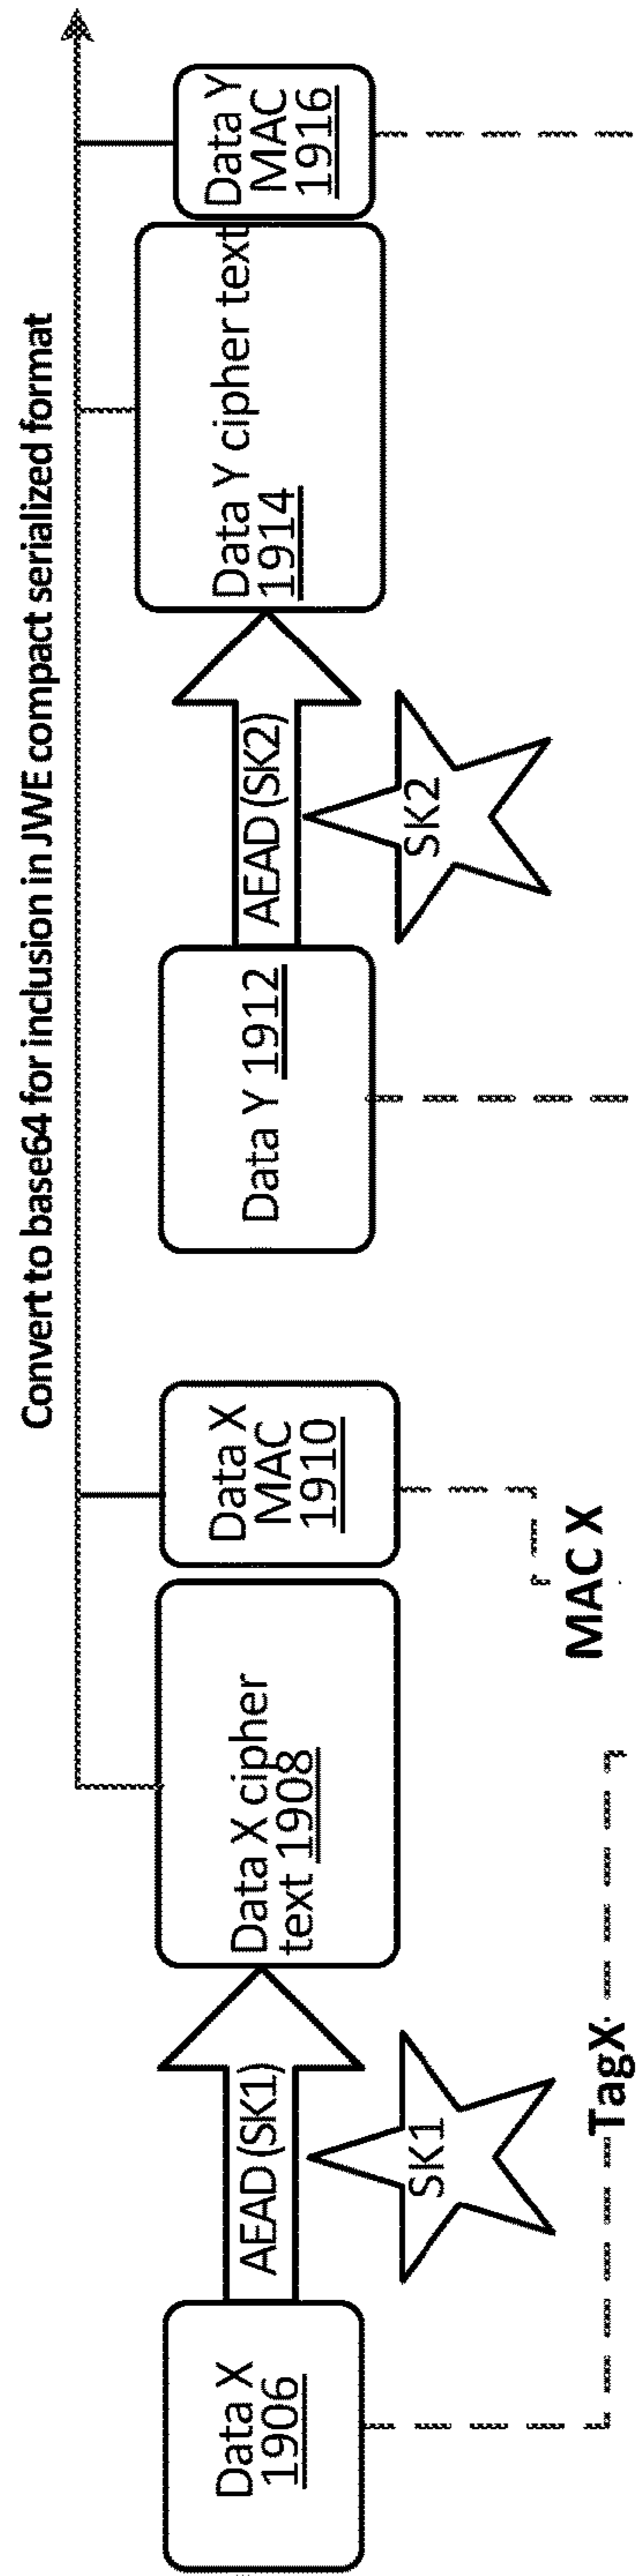 Convert to base64 for inclusion in JWE compact serialized format
Data X
1906
AEAD (SK1)
SK1
Data X cipher
text 1908
Data X
MAC
1910
Data Y 1912
AEAD (SK2)
SK2
Data Y cipher text
1914
Data Y
MAC
1916
TagX
MAC X